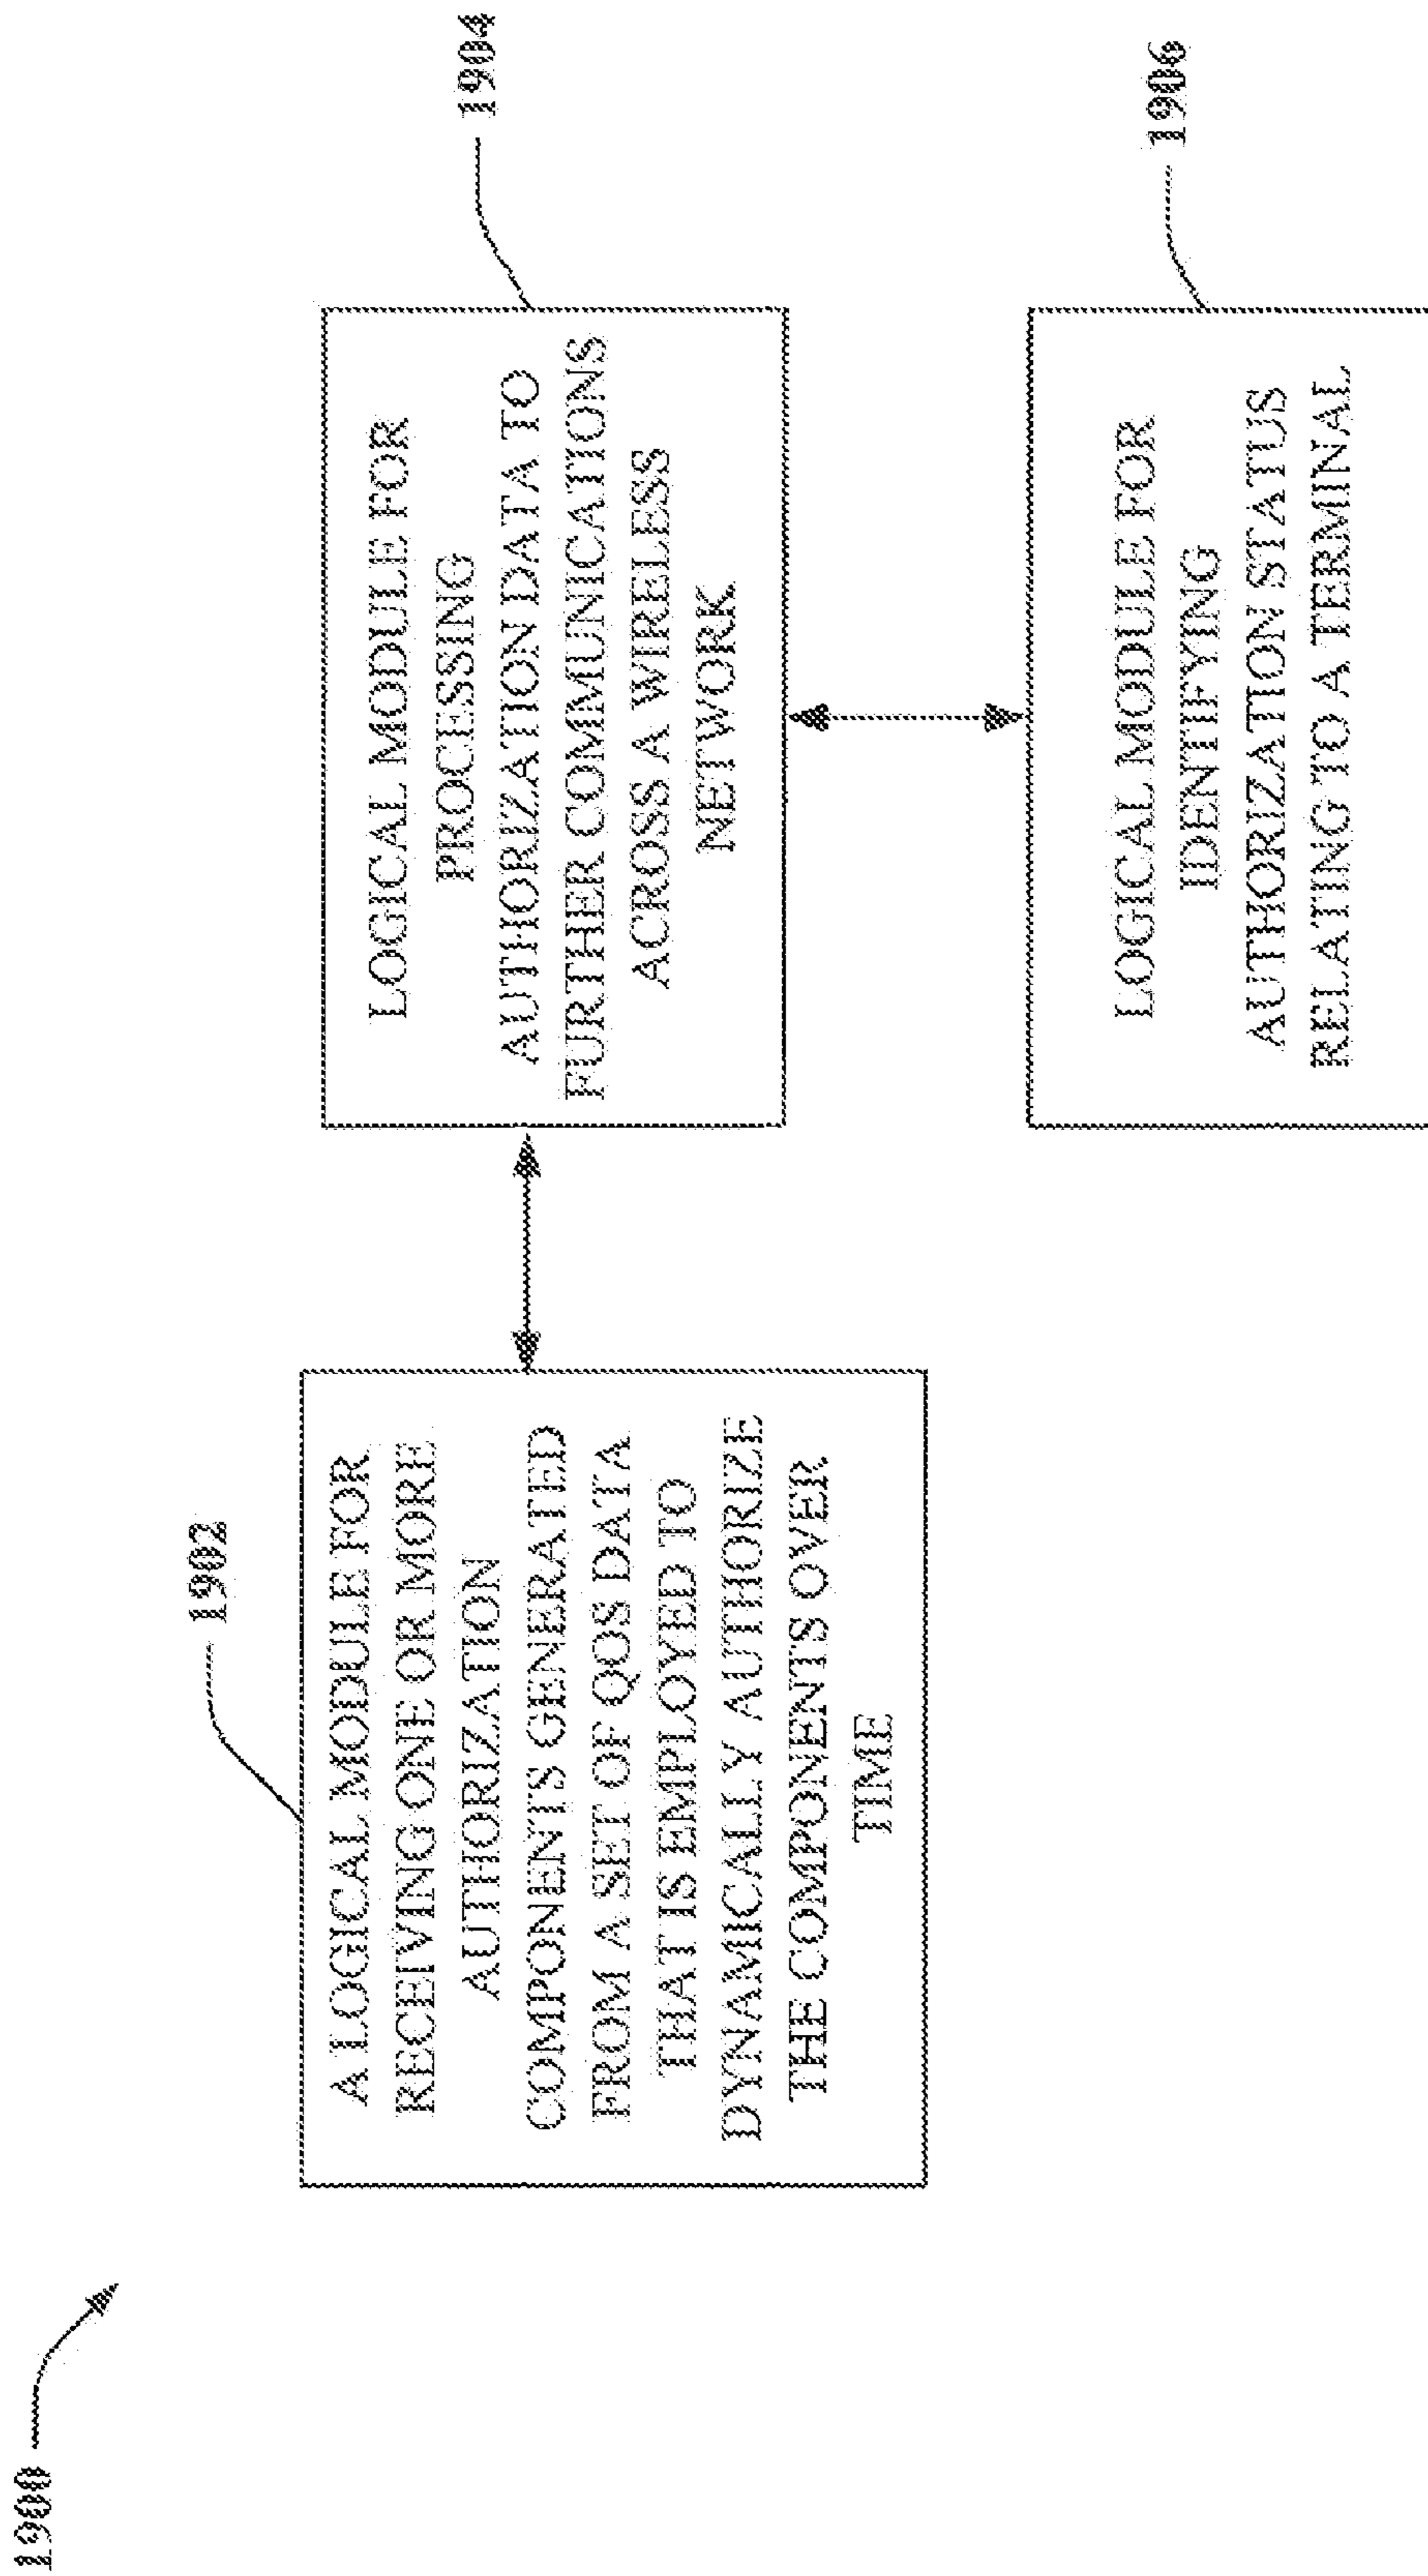 1900
1902
A LOGICAL MODULE FOR
RECEIVING ONE OR MORE
AUTHORIZATION
COMPONENTS GENERATED
FROM A SET OF QOS DATA
THAT IS EMPLOYED TO
DYNAMICALLY AUTHORIZE
THE COMPONENTS OVER
TIME
1904
LOGICAL MODULE FOR
PROCESSING
AUTHORIZATION DATA TO
FURTHER COMMUNICATIONS
ACROSS A WIRELESS
NETWORK
1906
LOGICAL MODULE FOR
IDENTIFYING
AUTHORIZATION STATUS
RELATING TO A TERMINAL